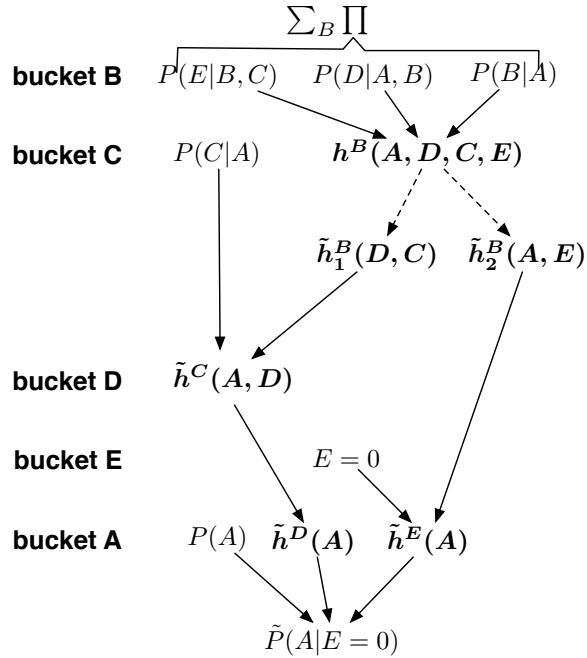 ∑_B ∏
bucket B P(E|B, C) P(D|A, B) P(B|A)
bucket C P(C|A) h^B(A, D, C, E)
h̃_1^B(D, C) h̃_2^B(A, E)
bucket D h̃^C(A, D)
bucket E E = 0
bucket A P(A) h̃^D(A) h̃^E(A)
P̃(A|E = 0)